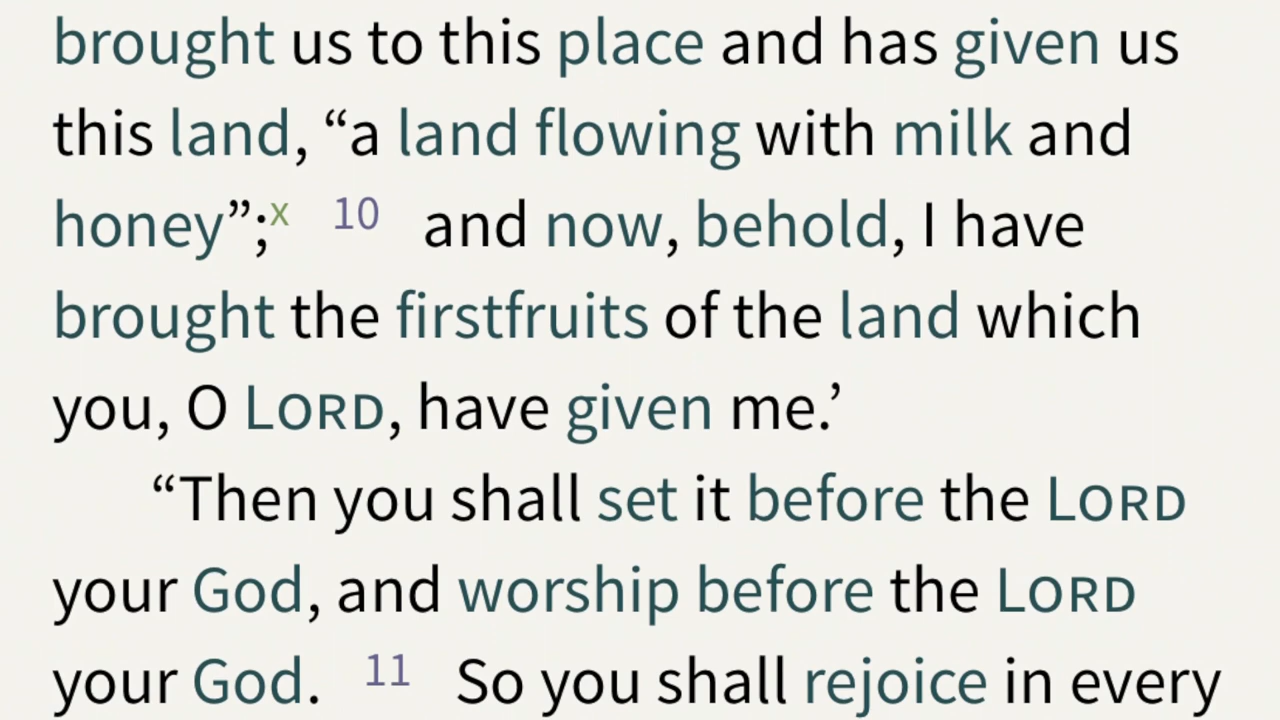 brought us to this place and has given us
this land, “a land flowing with milk and
honey”;x 10 and now, behold, I have
brought the firstfruits of the land which
you, O LORD, have given me.’
“Then you shall set it before the LORD
your God, and worship before the LORD
your God. 11 So you shall rejoice in every